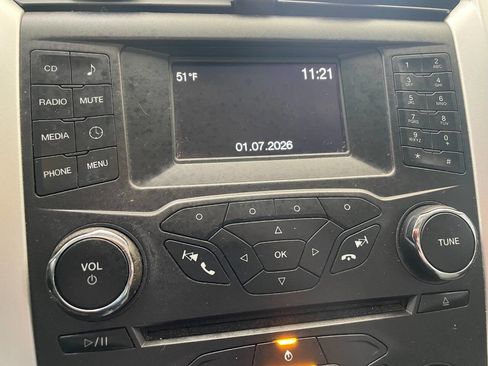 CD
RADIO MUTE
MEDIA
PHONE MENU
51°F 11:21
01.07.2026
1 2 ABC
3 DEF 4 GHI
5 JKL 6 MNO
7 PQRS 8 TUV
9 WXYZ 0 +
* #
OK
VOL
TUNE